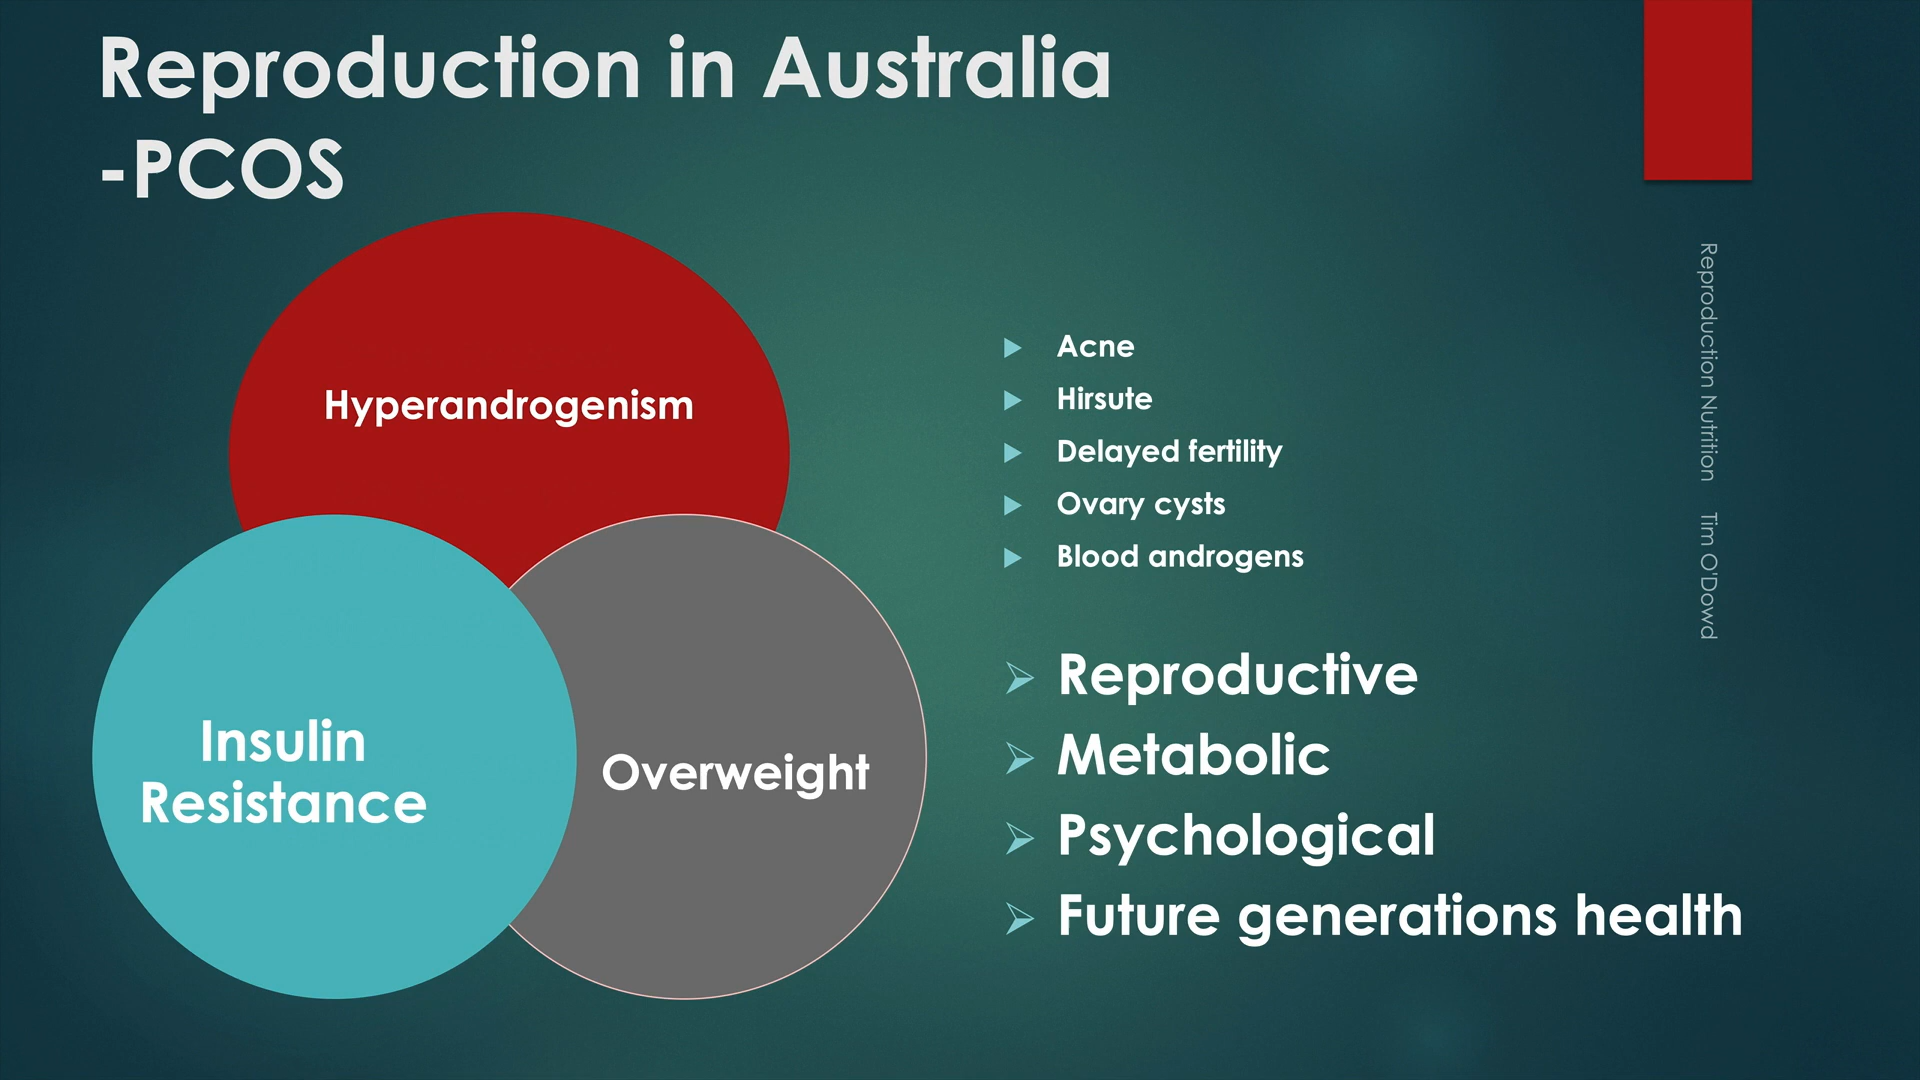 Reproduction in Australia
-PCOS
Hyperandrogenism
Insulin
Resistance
Overweight
Acne
Hirsute
Delayed fertility
Ovary cysts
Blood androgens
Reproductive
Metabolic
Psychological
Future generations health
Reproduction Nutrition Tim O'Dowd